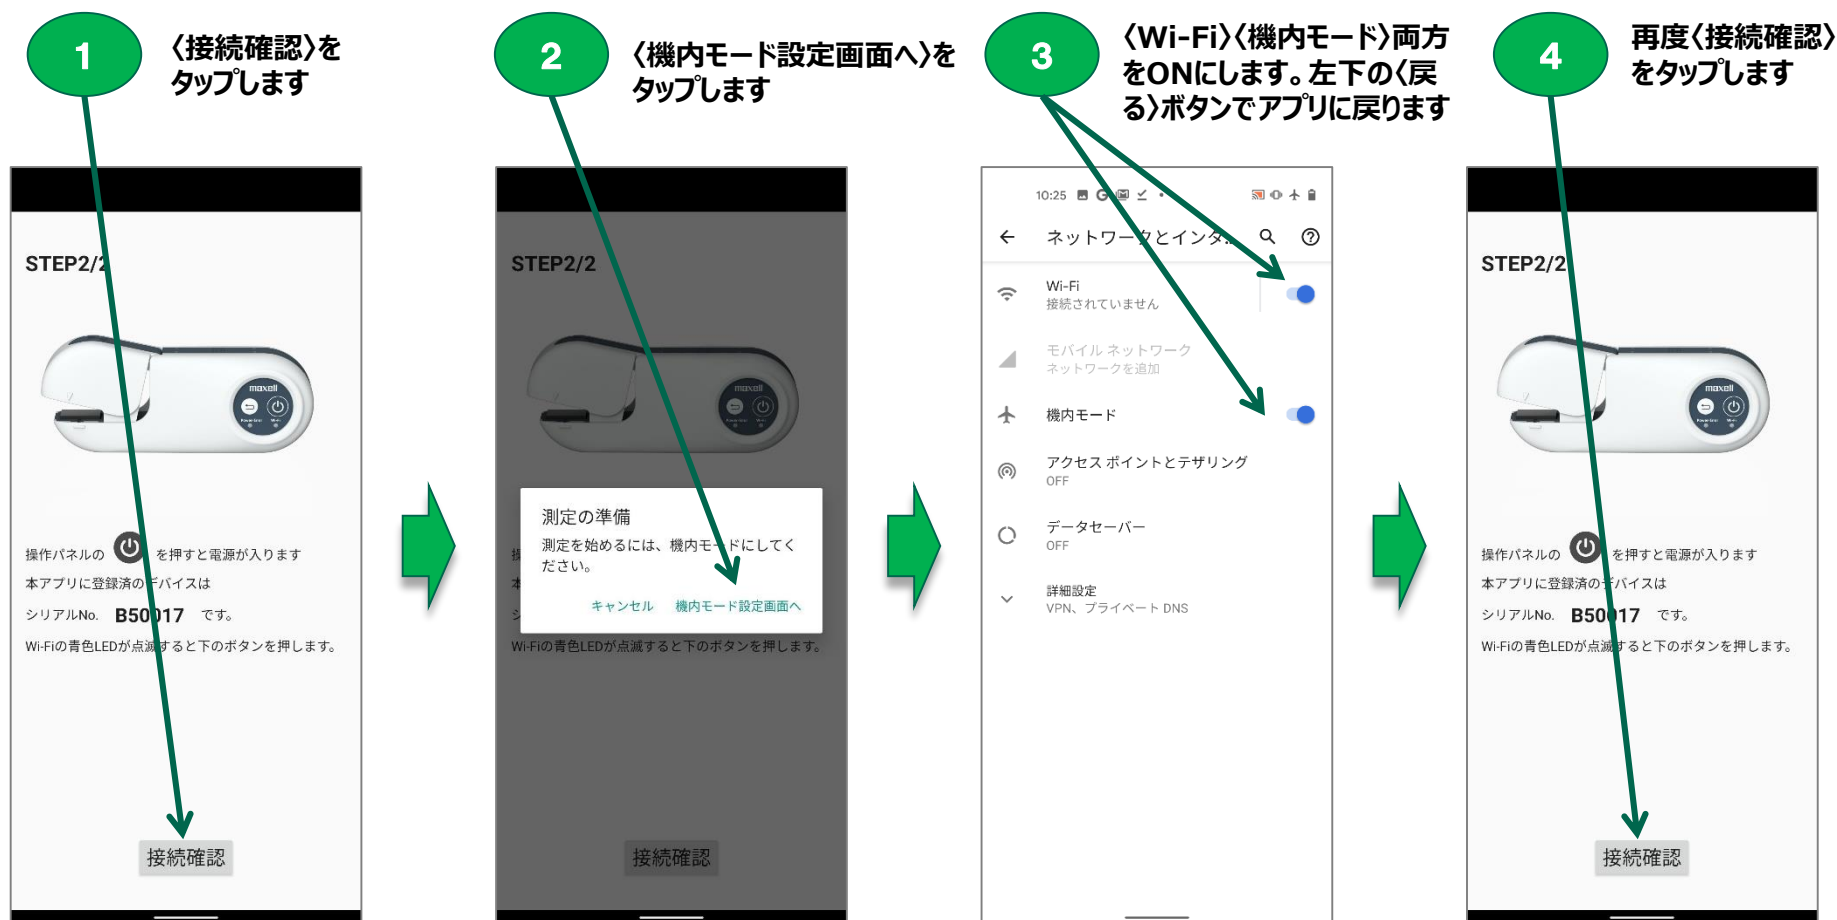 1
〈接続確認〉を
タップします
2
〈機内モード設定画面へ〉を
タップします
3
〈Wi-Fi〉〈機内モード〉両方
をONにします。左下の〈戻
る〉ボタンでアプリに戻ります
4
再度〈接続確認〉
をタップします
STEP2/2
maxell
操作パネルの を押すと電源が入ります
本アプリに登録済のデバイスは
シリアルNo. B50017 です。
Wi-Fiの青色LEDが点滅すると下のボタンを押します。
接続確認
STEP2/2
maxell
測定の準備
測定を始めるには、機内モードにしてく
ださい。
キャンセル 機内モード設定画面へ
Wi-Fiの青色LEDが点滅すると下のボタンを押します。
接続確認
10:25
ネットワークとインタ...
Wi-Fi
接続されていません
モバイル ネットワーク
ネットワークを追加
機内モード
アクセス ポイントとテザリング
OFF
データセーバー
OFF
詳細設定
VPN、プライベート DNS
STEP2/2
maxell
操作パネルの を押すと電源が入ります
本アプリに登録済のデバイスは
シリアルNo. B50017 です。
Wi-Fiの青色LEDが点滅すると下のボタンを押します。
接続確認